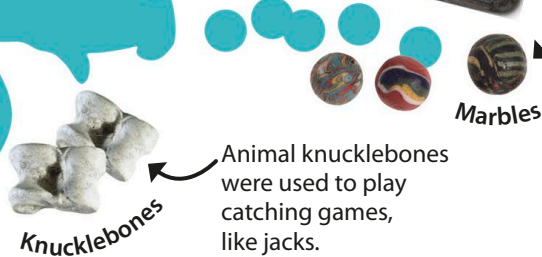 Marbles
Animal knucklebones
were used to play
catching games,
like jacks.
Knucklebones